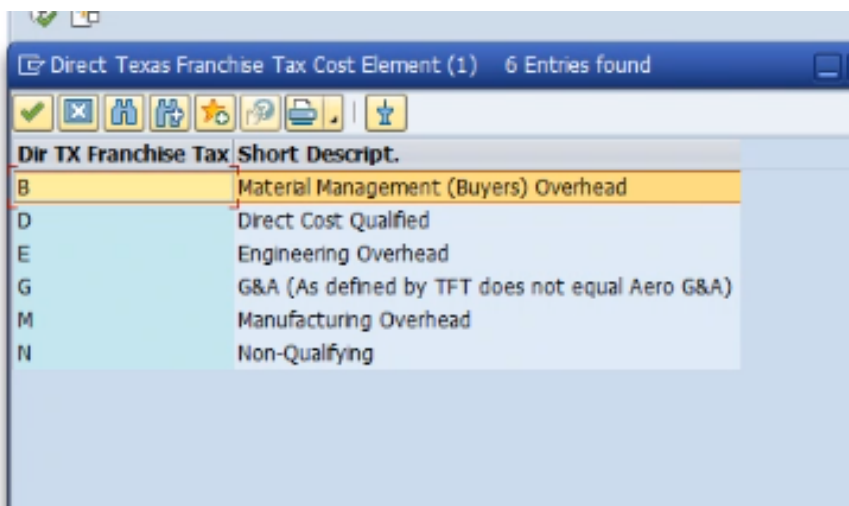 Direct Texas Franchise Tax Cost Element (1) 6 Entries found
Dir TX Franchise Tax Short Descript.
B Material Management (Buyers) Overhead
D Direct Cost Qualified
E Engineering Overhead
G G&A (As defined by TFT does not equal Aero G&A)
M Manufacturing Overhead
N Non-Qualifying